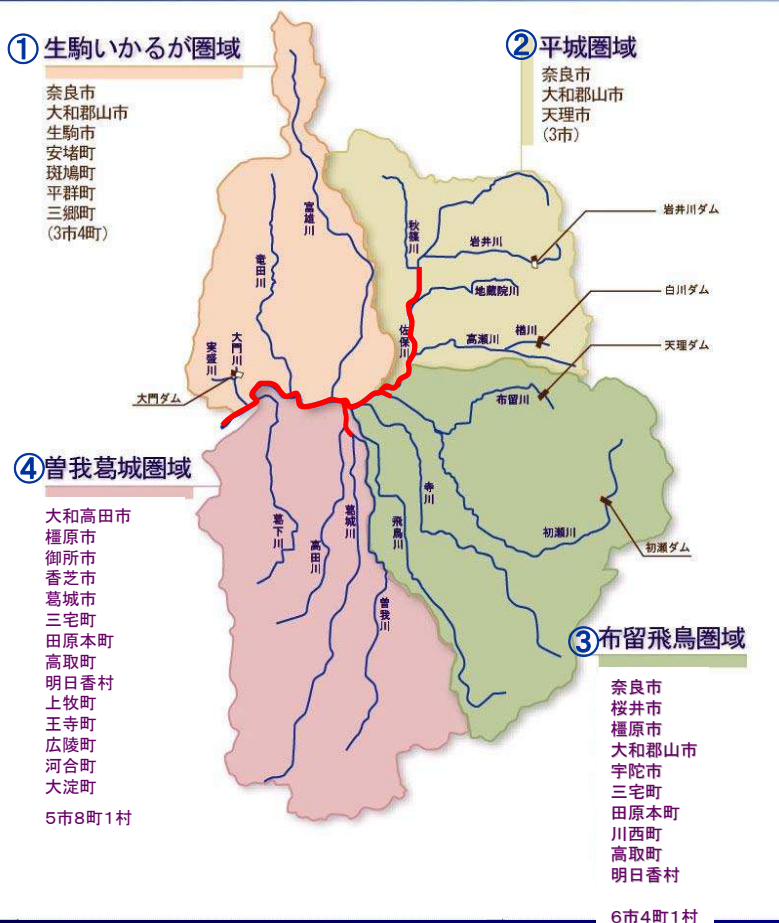 ① 生駒いかるが圏域
奈良市
大和郡山市
生駒市
安堵町
斑鳩町
平群町
三郷町
(3市4町)
② 平城圏域
奈良市
大和郡山市
天理市
(3市)
富雄川
竜田川
大門川
実盛川
大門ダム
秋篠川
岩井川
岩井川ダム
地蔵院川
白川ダム
佐保川
高瀬川
楢川
天理ダム
布留川
④曽我葛城圏域
大和高田市
橿原市
御所市
香芝市
葛城市
三宅町
田原本町
高取町
明日香村
上牧町
王寺町
広陵町
河合町
大淀町
5市8町1村
葛下川
高田川
葛城川
曽我川
飛鳥川
寺川
初瀬川
初瀬ダム
③布留飛鳥圏域
奈良市
桜井市
橿原市
大和郡山市
宇陀市
三宅町
田原本町
川西町
高取町
明日香村
6市4町1村